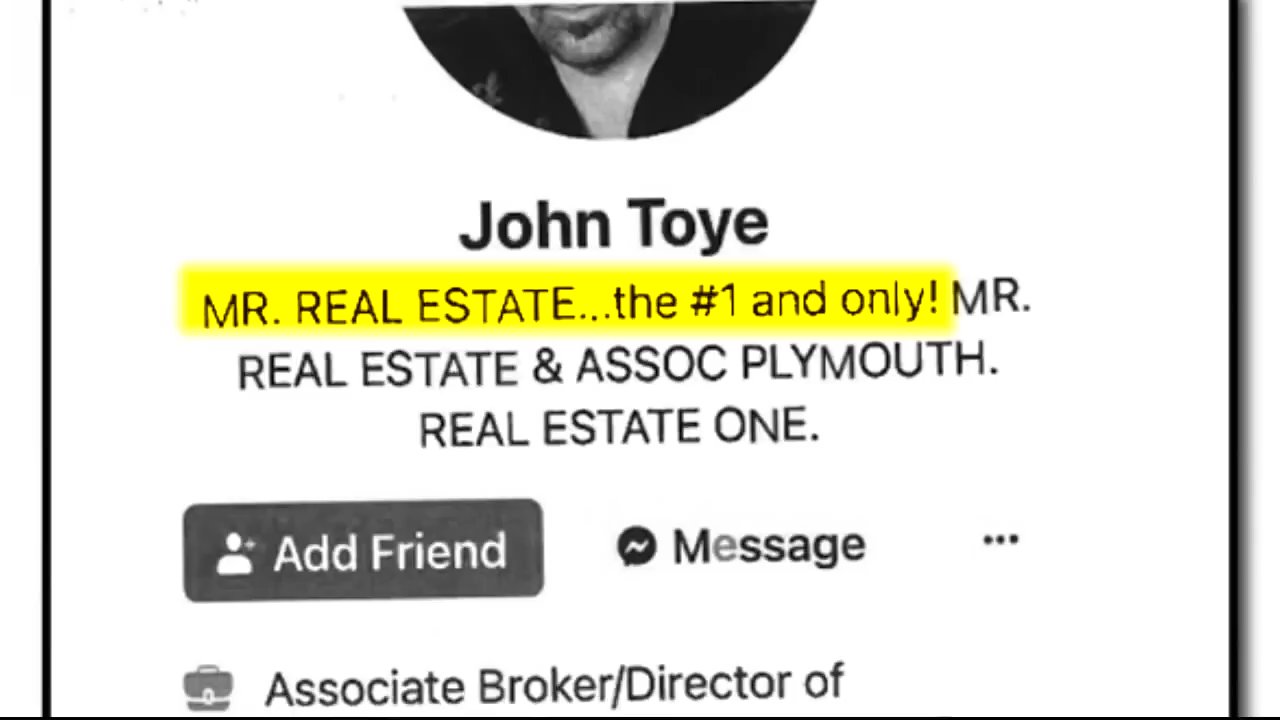 John Toye
MR. REAL ESTATE...the #1 and only! MR.
REAL ESTATE & ASSOC PLYMOUTH.
REAL ESTATE ONE.
Add Friend
Message
Associate Broker/Director of